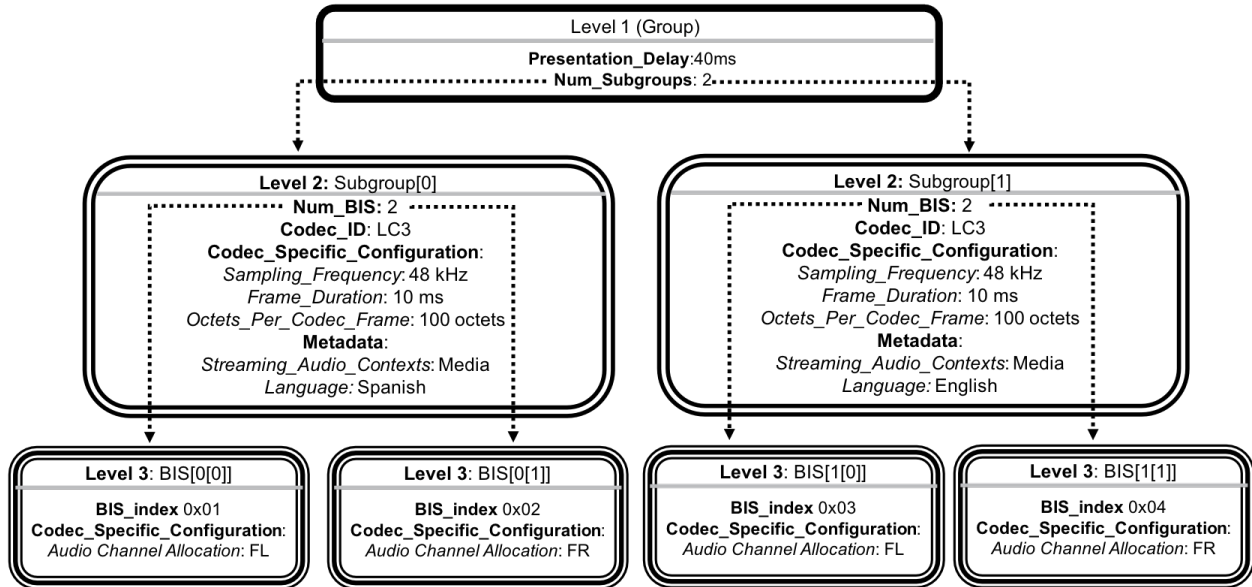 Level 1 (Group)
Presentation_Delay:40ms
Num_Subgroups: 2
Level 2: Subgroup[0]
Num_BIS: 2
Codec_ID: LC3
Codec_Specific_Configuration:
Sampling_Frequency: 48 kHz
Frame_Duration: 10 ms
Octets_Per_Codec_Frame: 100 octets
Metadata:
Streaming_Audio_Contexts: Media
Language: Spanish
Level 2: Subgroup[1]
Num_BIS: 2
Codec_ID: LC3
Codec_Specific_Configuration:
Sampling_Frequency: 48 kHz
Frame_Duration: 10 ms
Octets_Per_Codec_Frame: 100 octets
Metadata:
Streaming_Audio_Contexts: Media
Language: English
Level 3: BIS[0[0]]
BIS_index 0x01
Codec_Specific_Configuration:
Audio Channel Allocation: FL
Level 3: BIS[0[1]]
BIS_index 0x02
Codec_Specific_Configuration:
Audio Channel Allocation: FR
Level 3: BIS[1[0]]
BIS_index 0x03
Codec_Specific_Configuration:
Audio Channel Allocation: FL
Level 3: BIS[1[1]]
BIS_index 0x04
Codec_Specific_Configuration:
Audio Channel Allocation: FR